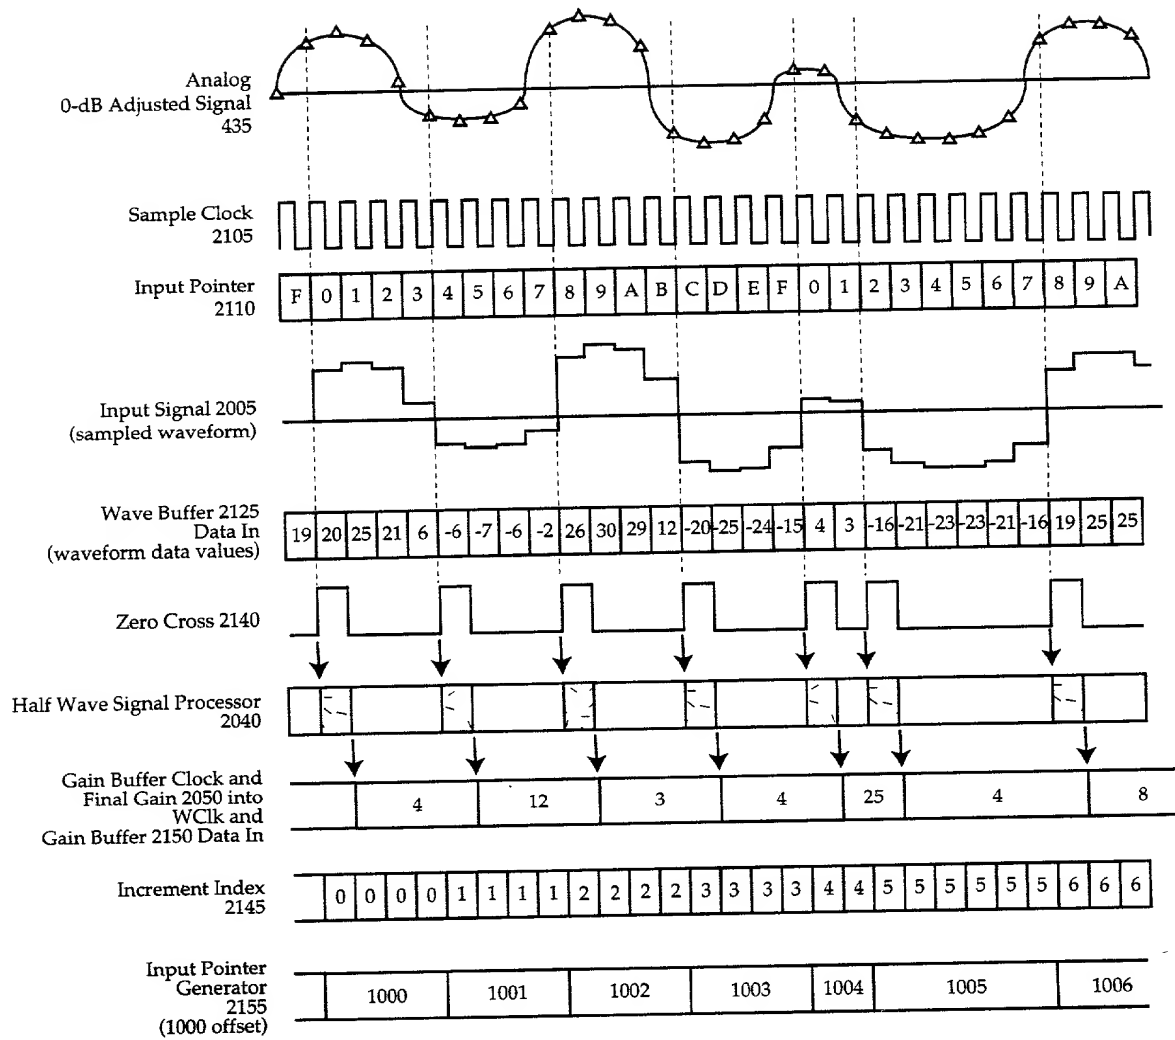 Analog
0-dB Adjusted Signal
435
Sample Clock
2105
Input Pointer
2110
F 0 1 2 3 4 5 6 7 8 9 A B C D E F 0 1 2 3 4 5 6 7 8 9 A
Input Signal 2005
(sampled waveform)
Wave Buffer 2125
Data In
(waveform data values)
19 20 25 21 6 -6 -7 -6 -2 26 30 29 12 -20 -25 -24 -15 4 3 -16 -21 -23 -23 -21 -16 19 25 25
Zero Cross 2140
Half Wave Signal Processor
2040
Gain Buffer Clock and
Final Gain 2050 into
WClk and
Gain Buffer 2150 Data In
4 12 3 4 25 4 8
Increment Index
2145
0 0 0 0 1 1 1 1 2 2 2 2 3 3 3 3 4 4 5 5 5 5 5 5 6 6 6
Input Pointer
Generator
2155
(1000 offset)
1000 1001 1002 1003 1004 1005 1006